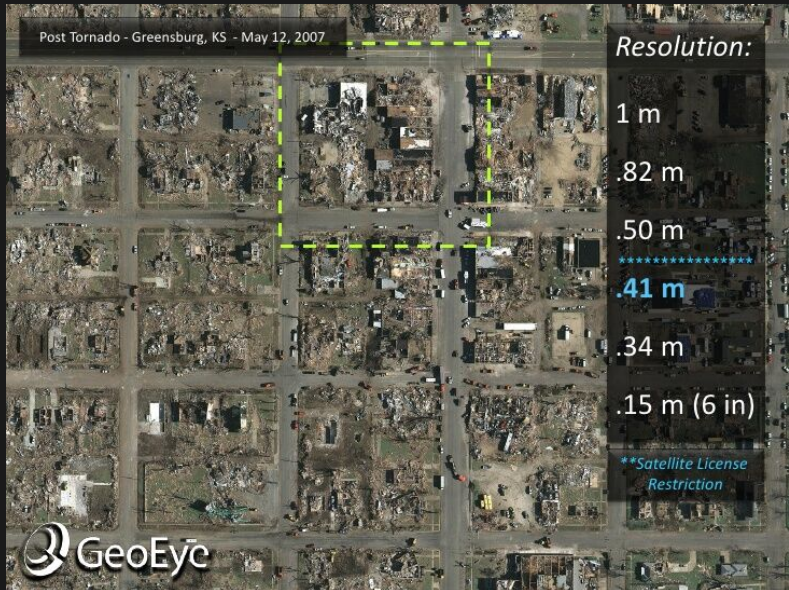 Post Tornado - Greensburg, KS - May 12, 2007
Resolution:
1 m
.82 m
.50 m
****************
.41 m
.34 m
.15 m (6 in)
**Satellite License
Restriction
GeoEye